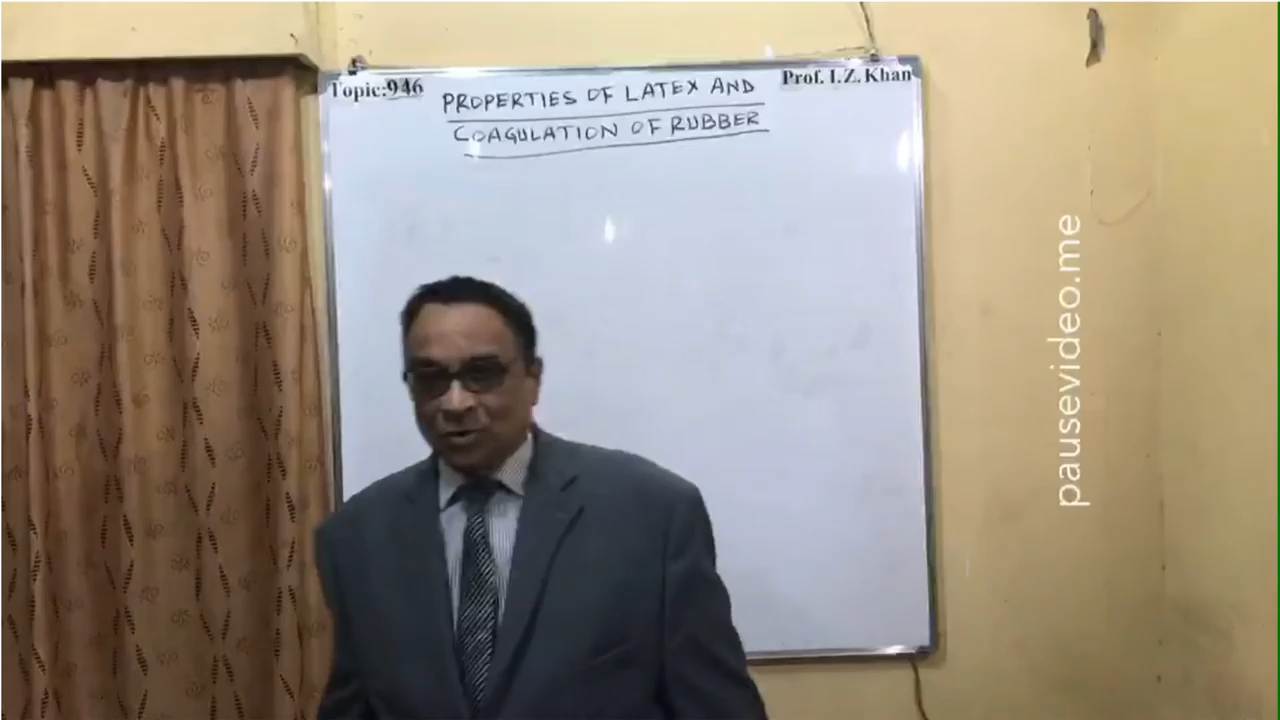 Topic:946
PROPERTIES OF LATEX AND
COAGULATION OF RUBBER
Prof. I.Z. Khan
pausevideo.me